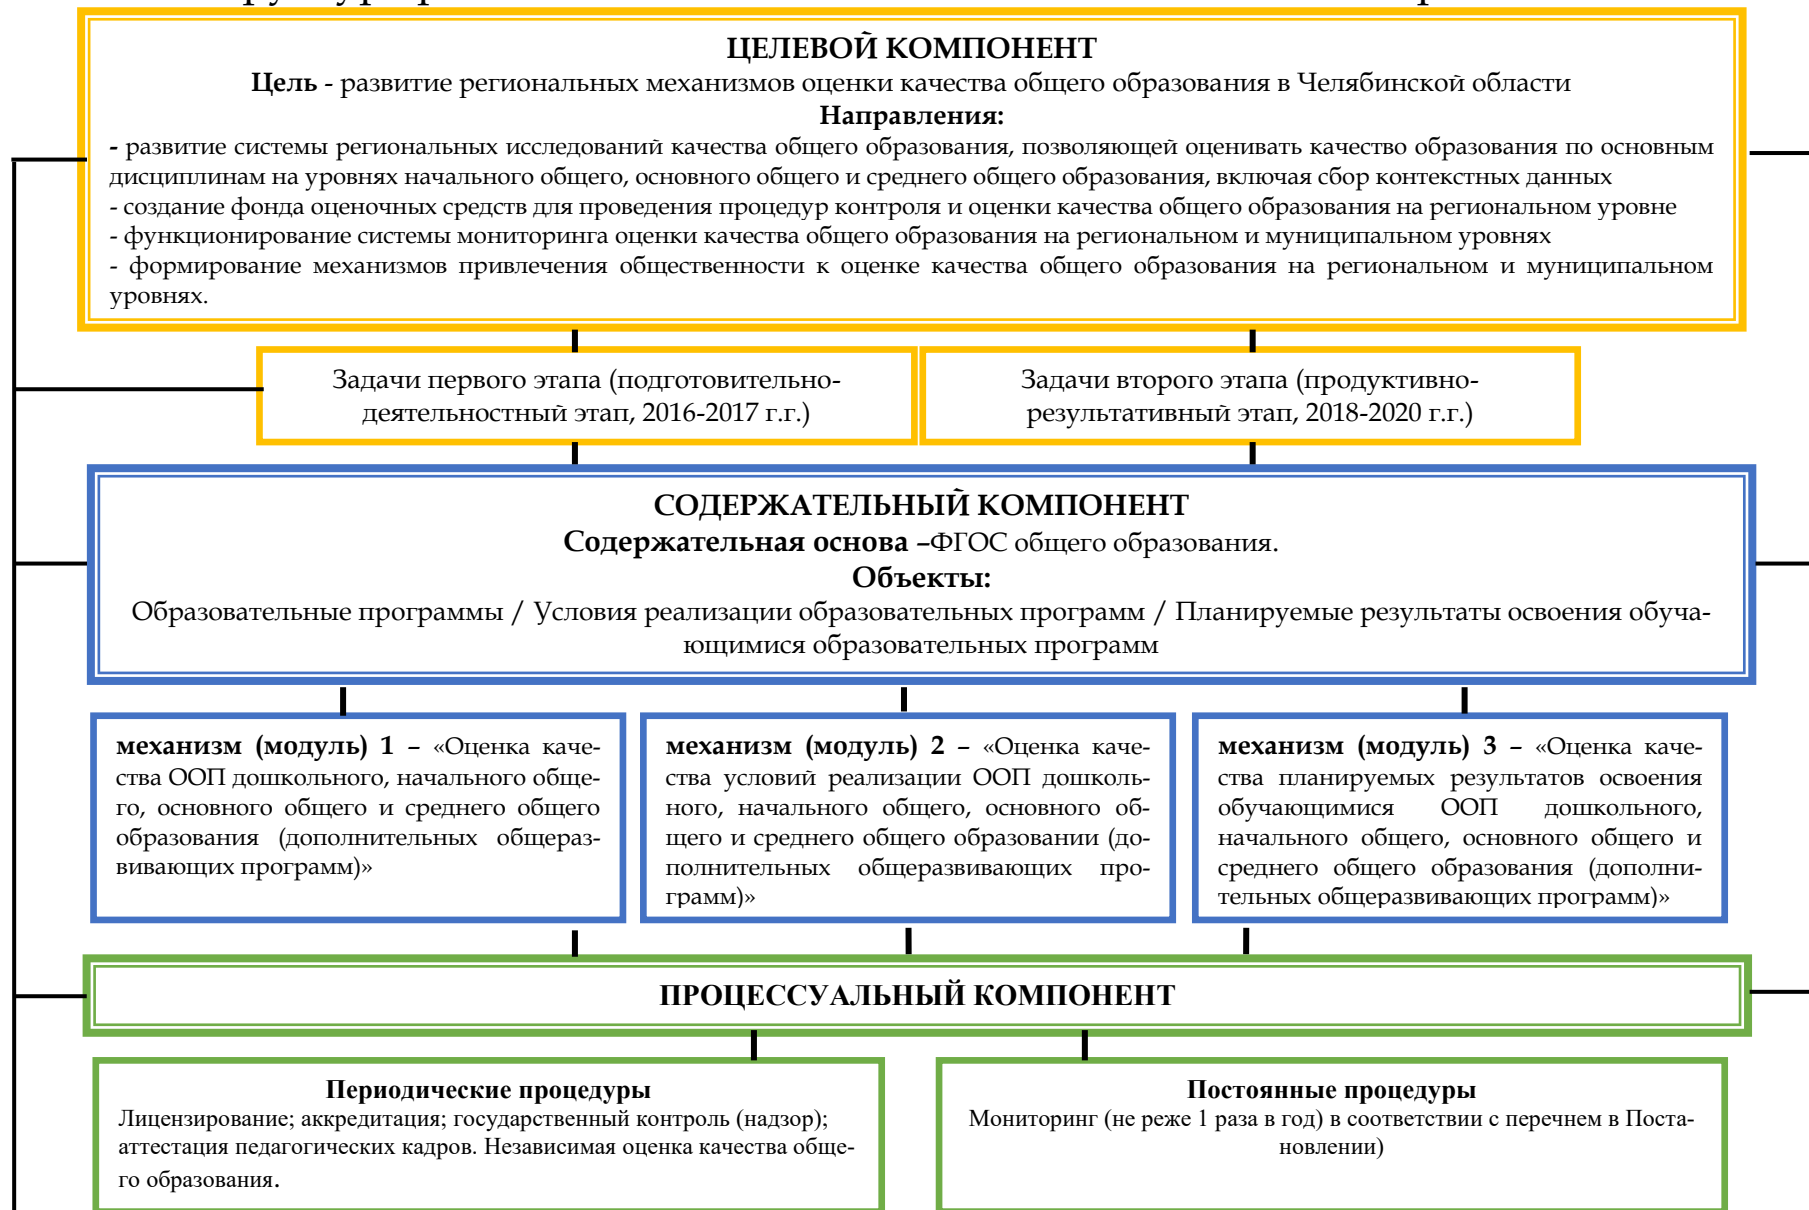 ЦЕЛЕВОЙ КОМПОНЕНТ
Цель - развитие региональных механизмов оценки качества общего образования в Челябинской области
Направления:
- развитие системы региональных исследований качества общего образования, позволяющей оценивать качество образования по основным
дисциплинам на уровнях начального общего, основного общего и среднего общего образования, включая сбор контекстных данных
- создание фонда оценочных средств для проведения процедур контроля и оценки качества общего образования на региональном уровне
- функционирование системы мониторинга оценки качества общего образования на региональном и муниципальном уровнях
- формирование механизмов привлечения общественности к оценке качества общего образования на региональном и муниципальном
уровнях.
Задачи первого этапа (подготовительно-
деятельностный этап, 2016-2017 г.г.)
Задачи второго этапа (продуктивно-
результативный этап, 2018-2020 г.г.)
СОДЕРЖАТЕЛЬНЫЙ КОМПОНЕНТ
Содержательная основа –ФГОС общего образования.
Объекты:
Образовательные программы / Условия реализации образовательных программ / Планируемые результаты освоения обуча-
ющимися образовательных программ
механизм (модуль) 1 – «Оценка каче-
ства ООП дошкольного, начального обще-
го, основного общего и среднего общего
образования (дополнительных общераз-
вивающих программ)»
механизм (модуль) 2 – «Оценка каче-
ства условий реализации ООП дошколь-
ного, начального общего, основного об-
щего и среднего общего образовании (до-
полнительных общеразвивающих про-
грамм)»
механизм (модуль) 3 – «Оценка каче-
ства планируемых результатов освоения
обучающимися ООП дошкольного,
начального общего, основного общего и
среднего общего образования (дополни-
тельных общеразвивающих программ)»
ПРОЦЕССУАЛЬНЫЙ КОМПОНЕНТ
Периодические процедуры
Лицензирование; аккредитация; государственный контроль (надзор);
аттестация педагогических кадров. Независимая оценка качества обще-
го образования.
Постоянные процедуры
Мониторинг (не реже 1 раза в год) в соответствии с перечнем в Поста-
новлении)